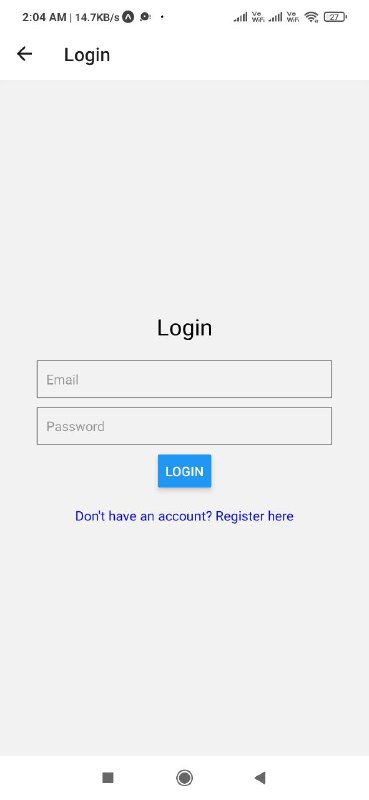 2:04 AM | 14.7KB/s
Vo WiFi Vo WiFi 27
Login
Login
Email
Password
LOGIN
Don't have an account? Register here